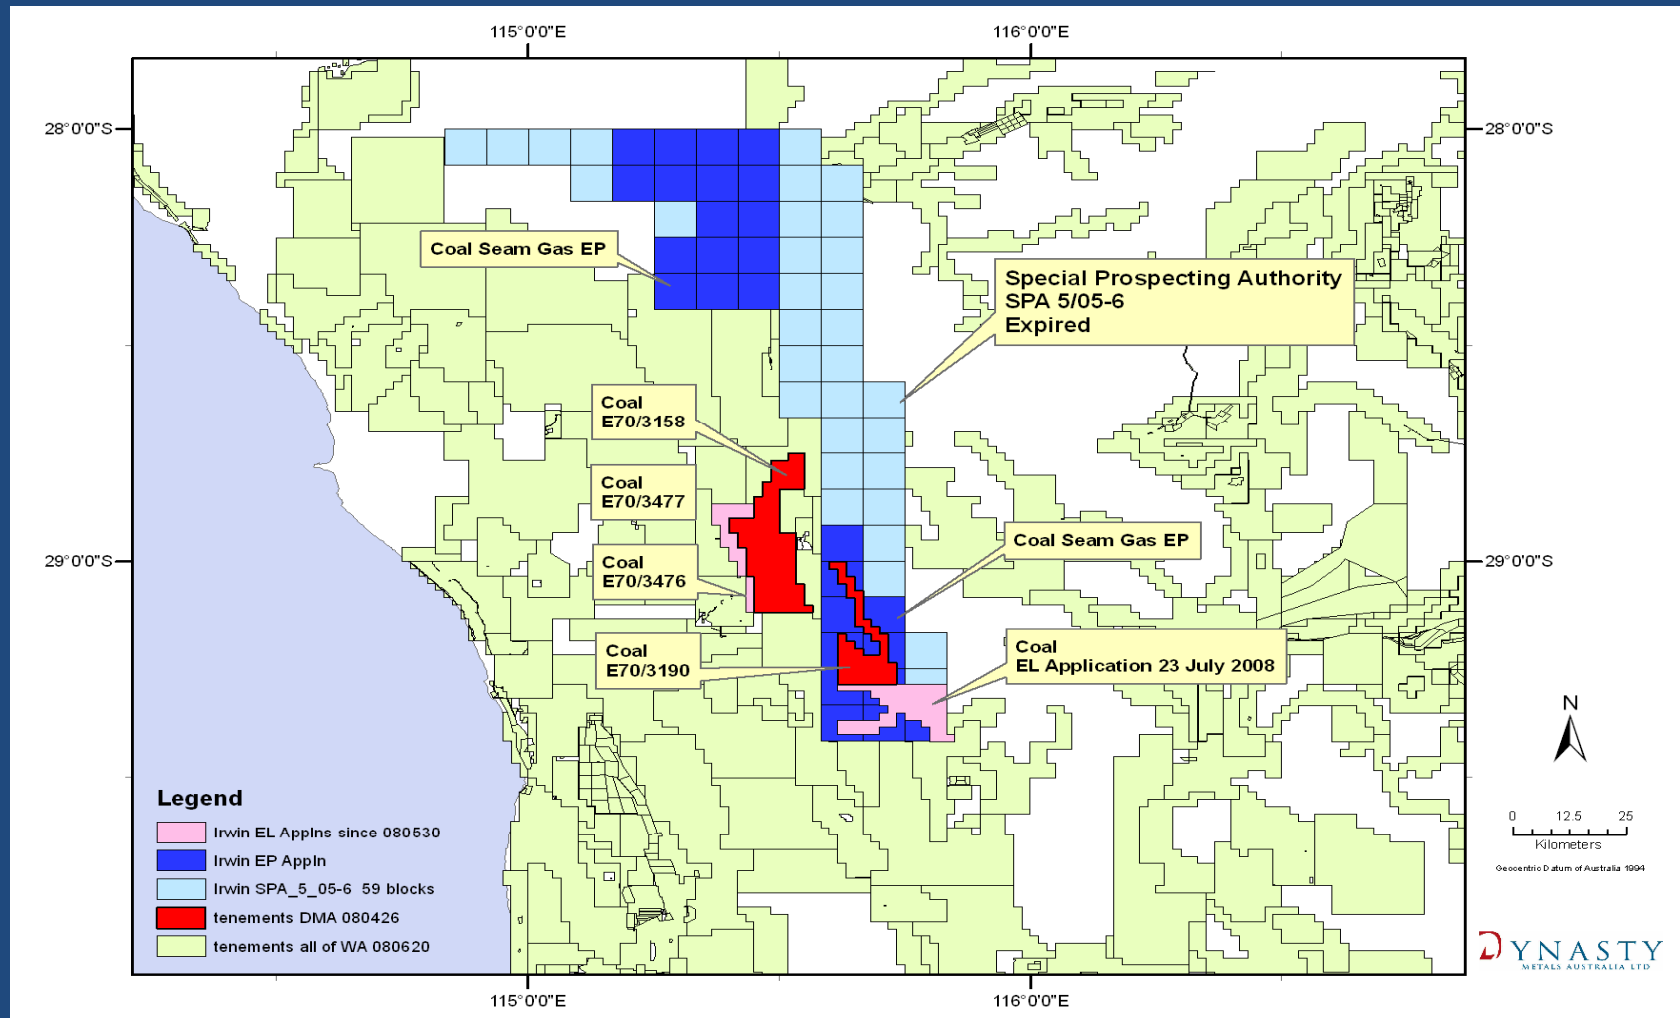 115°0'0"E
116°0'0"E
28°0'0"S
28°0'0"S
Coal Seam Gas EP
Special Prospecting Authority
SPA 5/05-6
Expired
Coal
E70/3158
Coal
E70/3477
Coal Seam Gas EP
29°0'0"S
29°0'0"S
Coal
E70/3476
Coal
E70/3190
Coal
EL Application 23 July 2008
N
Legend
Irwin EL Applns since 080530
Irwin EP Appln
Irwin SPA_5_05-6 59 blocks
tenements DMA 080426
tenements all of WA 080620
0 12.5 25
Kilometers
Geocentric Datum of Australia 1994
DYNASTY
METALS AUSTRALIA LTD
115°0'0"E
116°0'0"E